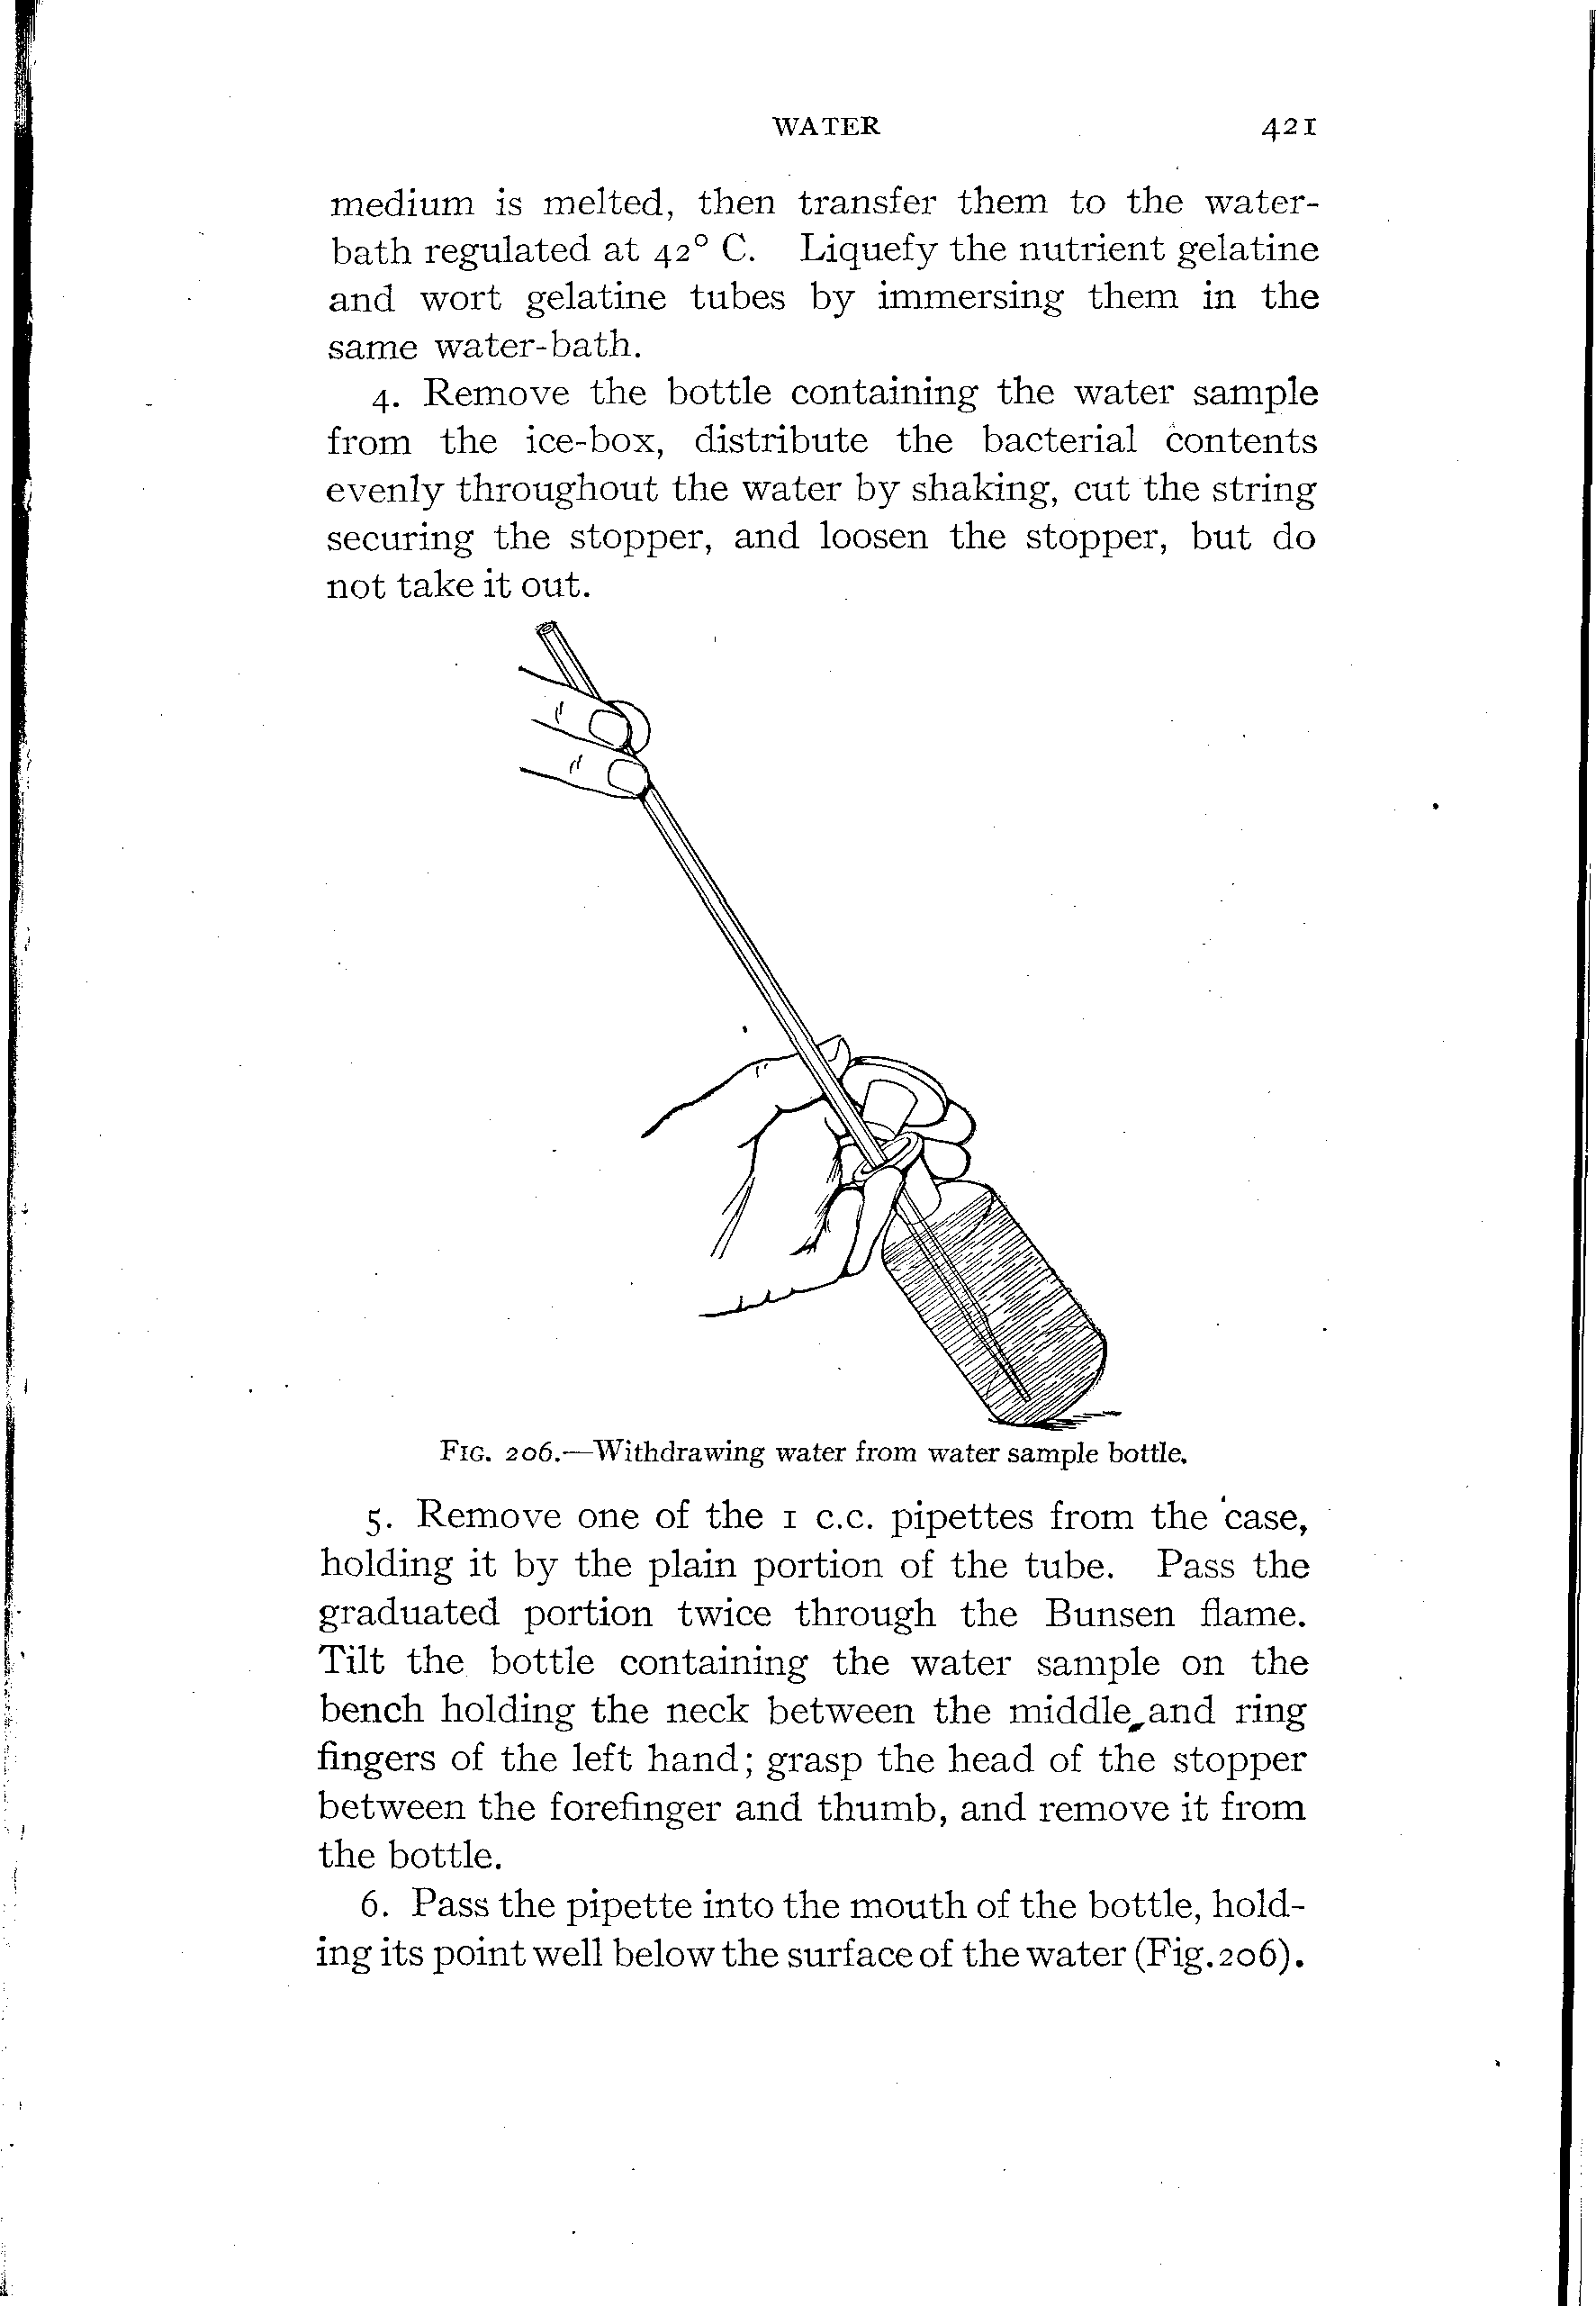 WATER 421
medium is melted, then transfer them to the water-
bath regulated at 42° C. Liquefy the nutrient gelatine
and wort gelatine tubes by immersing them in the
same water-bath.
4. Remove the bottle containing the water sample
from the ice-box, distribute the bacterial contents
evenly throughout the water by shaking, cut the string
securing the stopper, and loosen the stopper, but do
not take it out.
FIG. 206.—Withdrawing water from water sample bottle.
5. Remove one of the 1 c.c. pipettes from the case,
holding it by the plain portion of the tube. Pass the
graduated portion twice through the Bunsen flame.
Tilt the bottle containing the water sample on the
bench holding the neck between the middle and ring
fingers of the left hand; grasp the head of the stopper
between the forefinger and thumb, and remove it from
the bottle.
6. Pass the pipette into the mouth of the bottle, hold-
ing its point well below the surface of the water (Fig. 206).